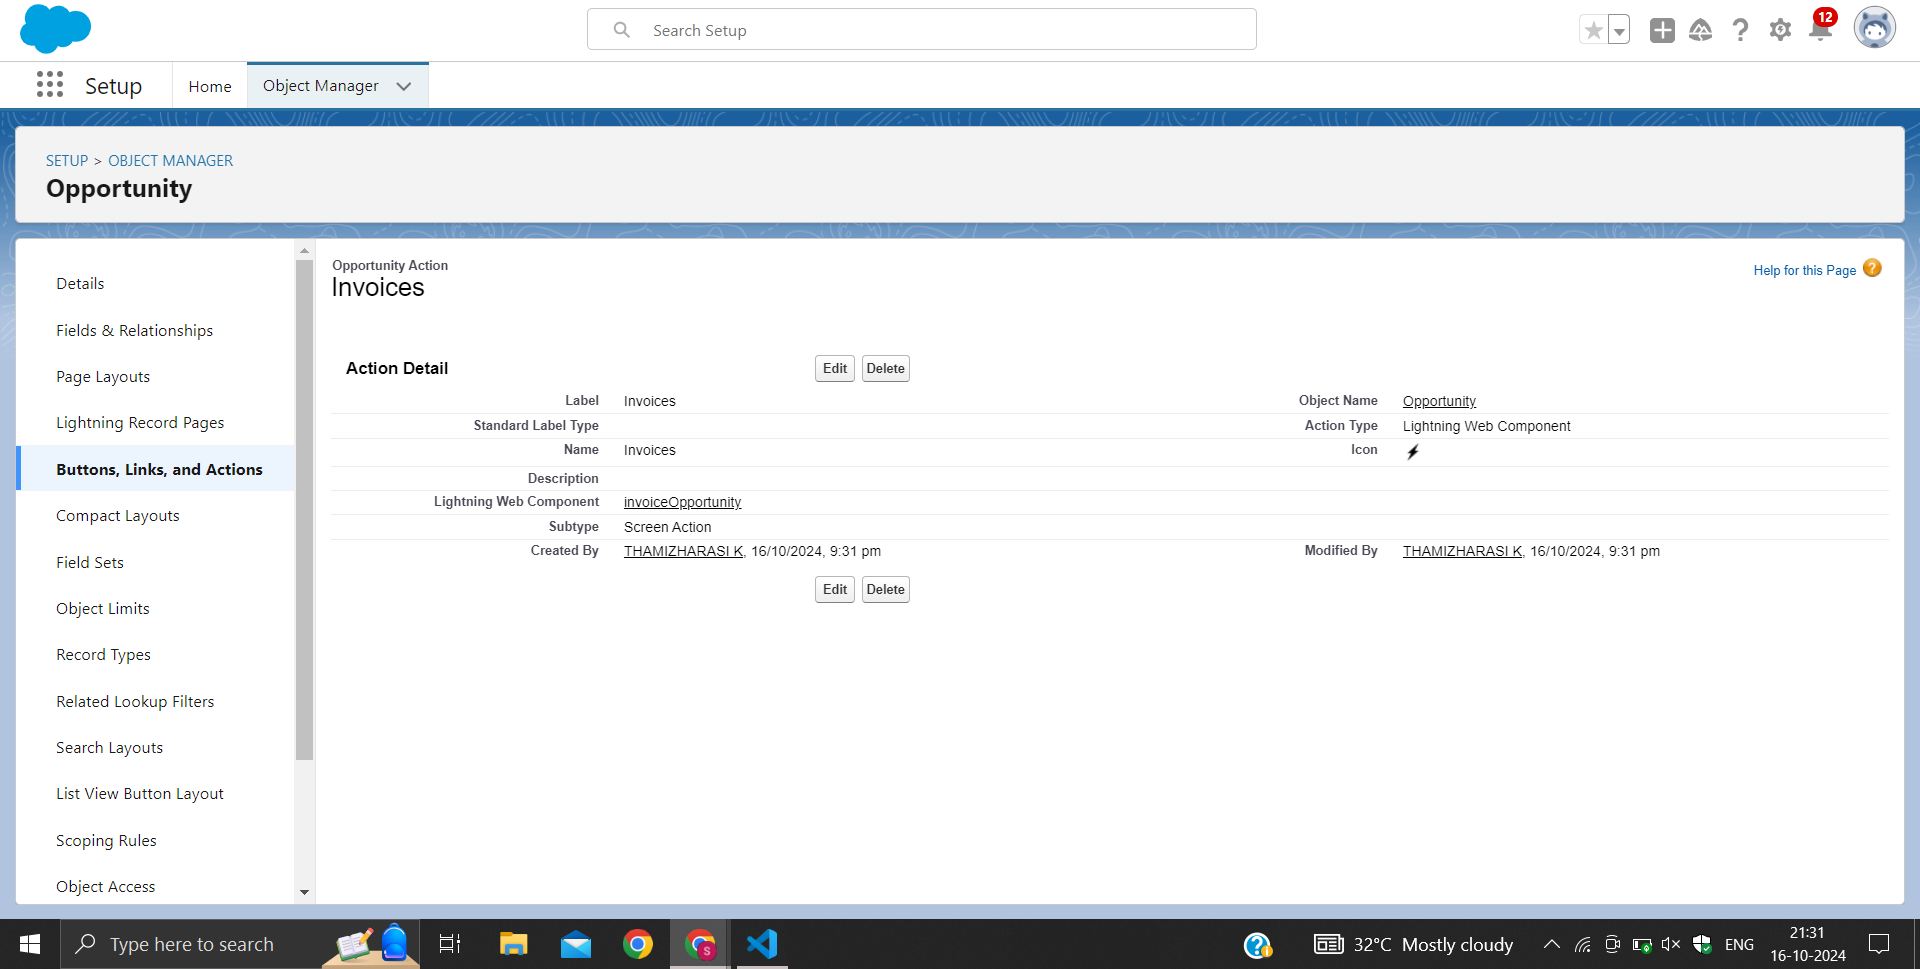 Search Setup
12
Setup
Home
Object Manager
SETUP > OBJECT MANAGER
Opportunity
Details
Fields & Relationships
Page Layouts
Lightning Record Pages
Buttons, Links, and Actions
Compact Layouts
Field Sets
Object Limits
Record Types
Related Lookup Filters
Search Layouts
List View Button Layout
Scoping Rules
Object Access
Opportunity Action
Invoices
Help for this Page
Action Detail
Edit Delete
Label Invoices Object Name Opportunity
Standard Label Type Action Type Lightning Web Component
Name Invoices Icon
Description
Lightning Web Component invoiceOpportunity
Subtype Screen Action
Created By THAMIZHARASI K, 16/10/2024, 9:31 pm Modified By THAMIZHARASI K, 16/10/2024, 9:31 pm
Edit Delete
Type here to search
S
32°C Mostly cloudy
ENG
21:31
16-10-2024